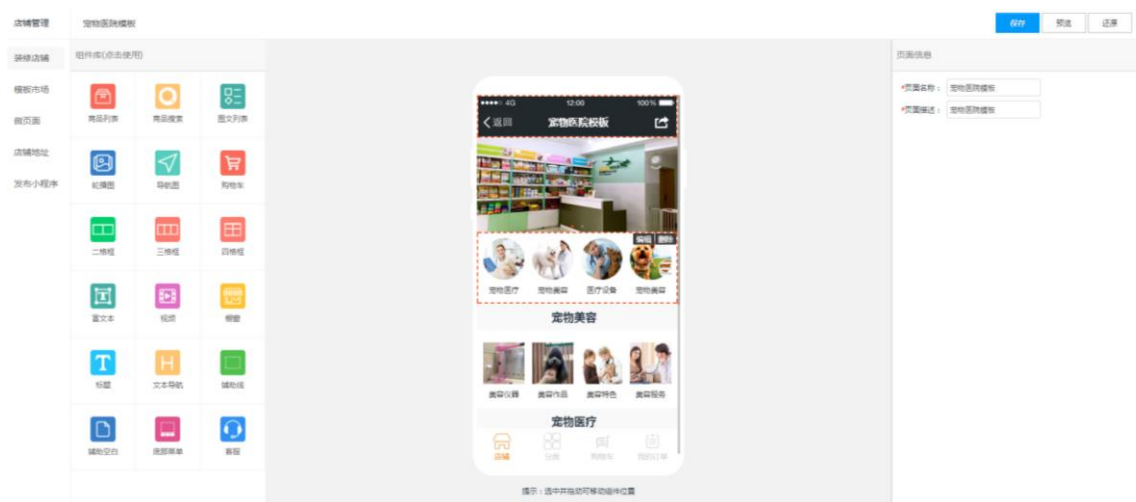 店铺管理
宠物医院模板
保存
预览
还原
装修店铺
模板市场
微页面
店铺地址
发布小程序
组件库(点击使用)
商品列表
商品搜索
图文列表
轮播图
导航图
购物车
二格框
三格框
四格框
富文本
视频
橱窗
标题
文本导航
辅助线
辅助空白
底部菜单
客服
4G
12:00
100%
返回
宠物医院模板
编辑
删除
宠物医疗
宠物美容
医疗设备
宠物美容
宠物美容
美容仪器
美容作品
美容特色
美容服务
宠物医疗
店铺
分类
购物车
我的订单
提示：选中并拖动可移动组件位置
页面信息
*页面名称： 宠物医院模板
*页面描述： 宠物医院模板